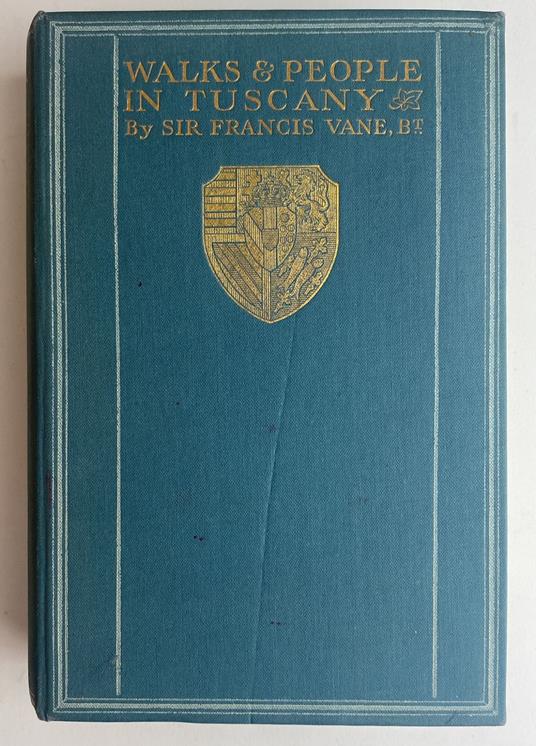 WALKS & PEOPLE
IN TUSCANY
By SIR FRANCIS VANE, BT.